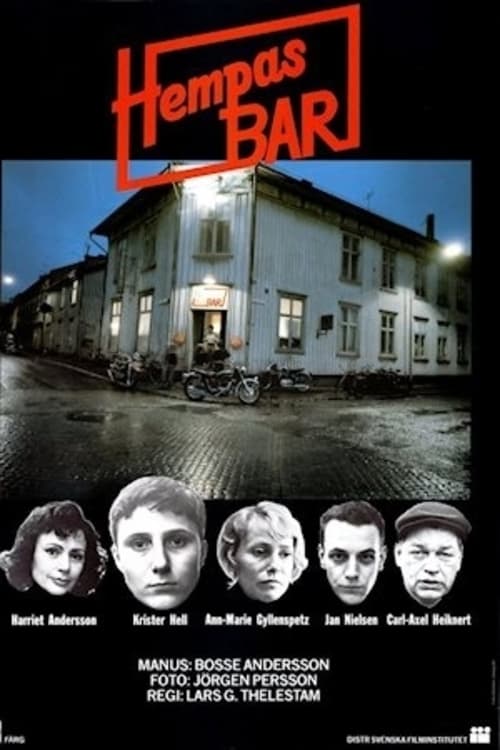 Hempas
BAR
BAR
Harriet Andersson Krister Hell Ann-Marie Gyllenspetz Jan Nielsen Carl-Axel Heiknert
MANUS: BOSSE ANDERSSON
FOTO: JÖRGEN PERSSON
REGI: LARS G. THELESTAM
FÄRG DISTR SVENSKA FILMINSTITUTET